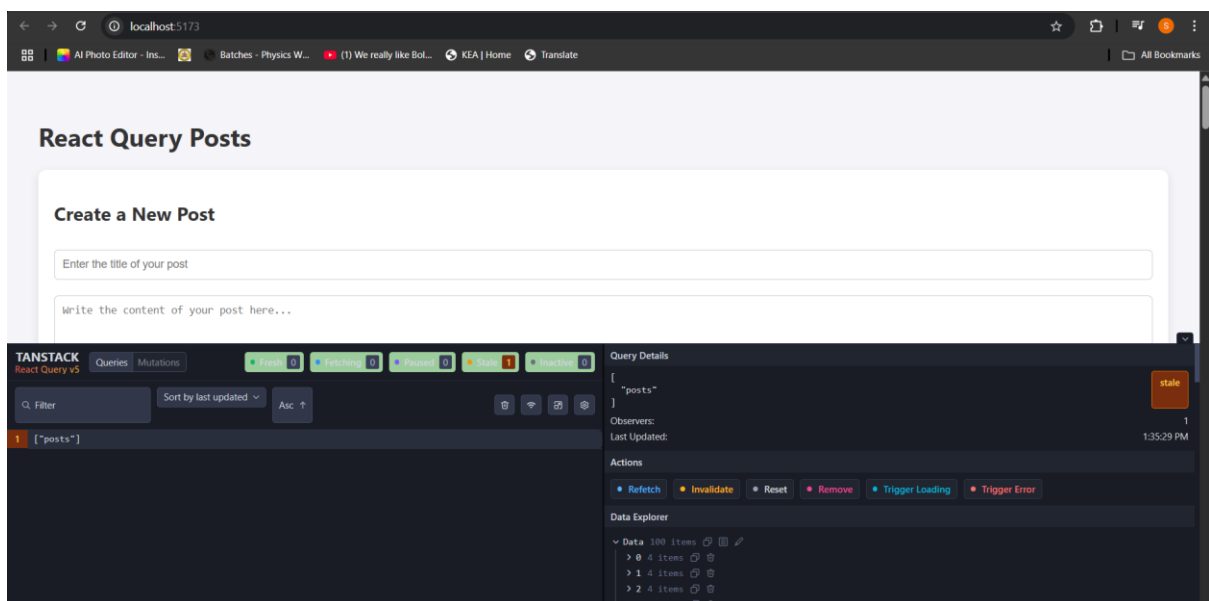 localhost:5173
S
AI Photo Editor - Ins...
Batches - Physics W...
(1) We really like Bol...
KEA | Home
Translate
All Bookmarks
React Query Posts
Create a New Post
Enter the title of your post
Write the content of your post here...
TANSTACK
React Query v5
Queries Mutations
Fresh 0
Fetching 0
Paused 0
Stale 1
Inactive 0
Filter
Sort by last updated
Asc ↑
1 ["posts"]
Query Details
[
"posts"
]
stale
Observers: 1
Last Updated: 1:35:29 PM
Actions
Refetch
Invalidate
Reset
Remove
Trigger Loading
Trigger Error
Data Explorer
Data 100 items
0 4 items
1 4 items
2 4 items